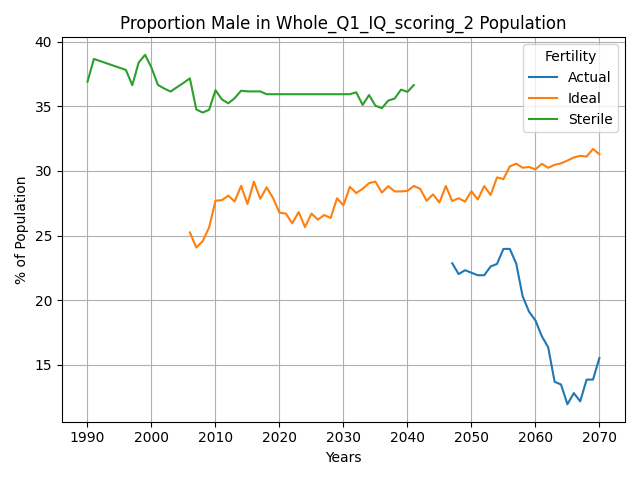 Proportion Male in Whole_Q1_IQ_scoring_2 Population
40
35
30
25
20
15
% of Population
Fertility
Actual
Ideal
Sterile
1990 2000 2010 2020 2030 2040 2050 2060 2070
Years